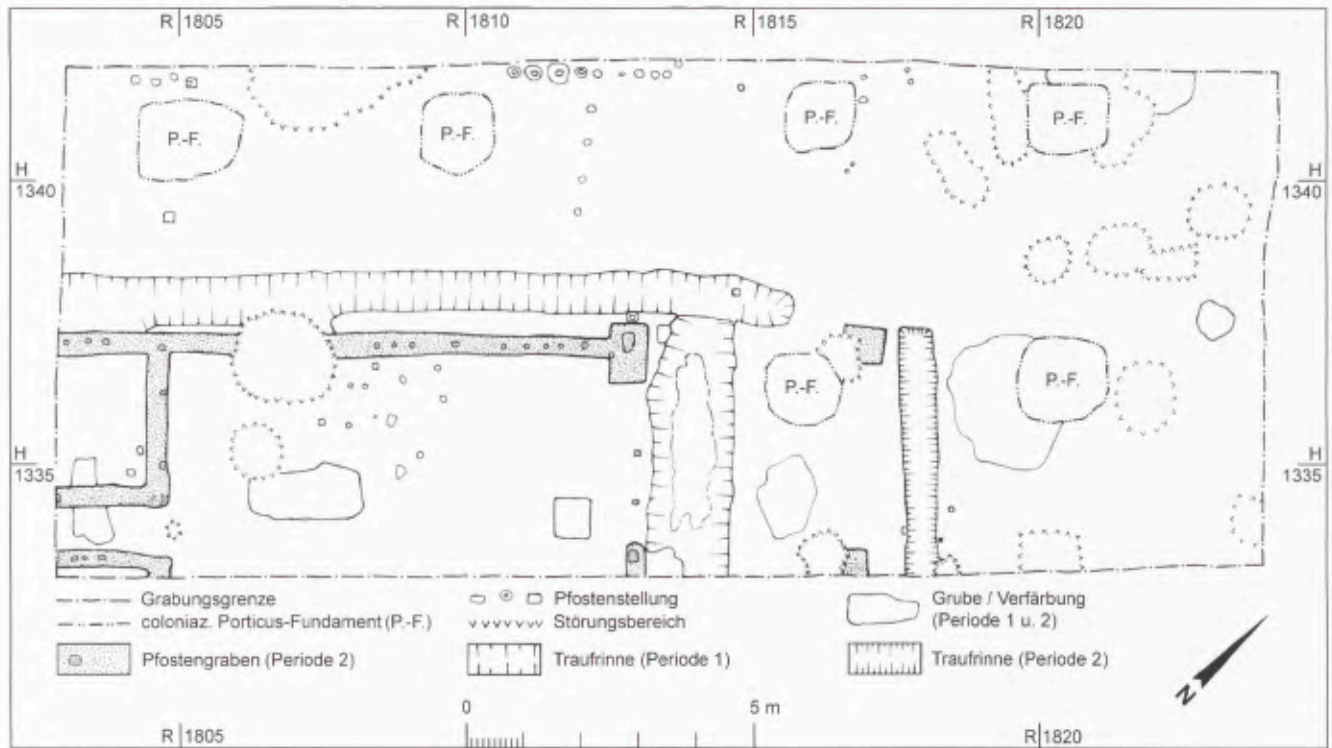 R 1805 R 1810 R 1815 R 1820
P.-F. P.-F. P.-F. P.-F.
H 1340 H 1340
P.-F. P.-F.
H 1335 H 1335
Grabungsgrenze
coloniaz. Porticus-Fundament (P.-F.)
Pfostengraben (Periode 2)
Pfostenstellung
Störungsbereich
Traufrinne (Periode 1)
Grube / Verfärbung
(Periode 1 u. 2)
Traufrinne (Periode 2)
N
0 5 m
R 1805 R 1820